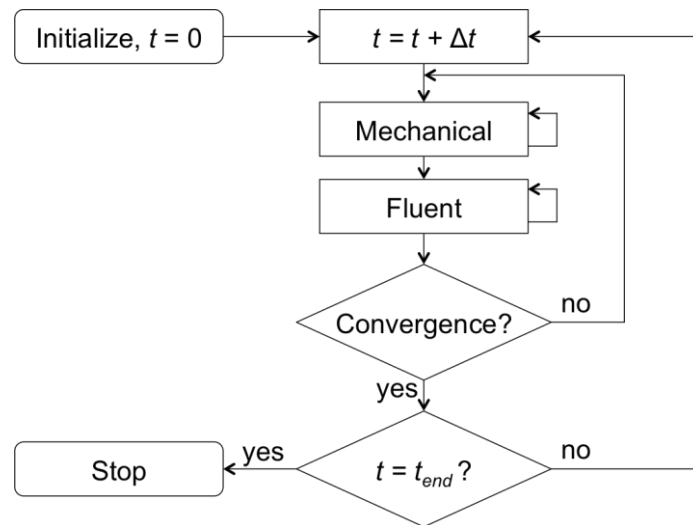 Initialize, t = 0
t = t + Δt
Mechanical
Fluent
Convergence?
no
yes
t = t_end ?
yes
no
Stop